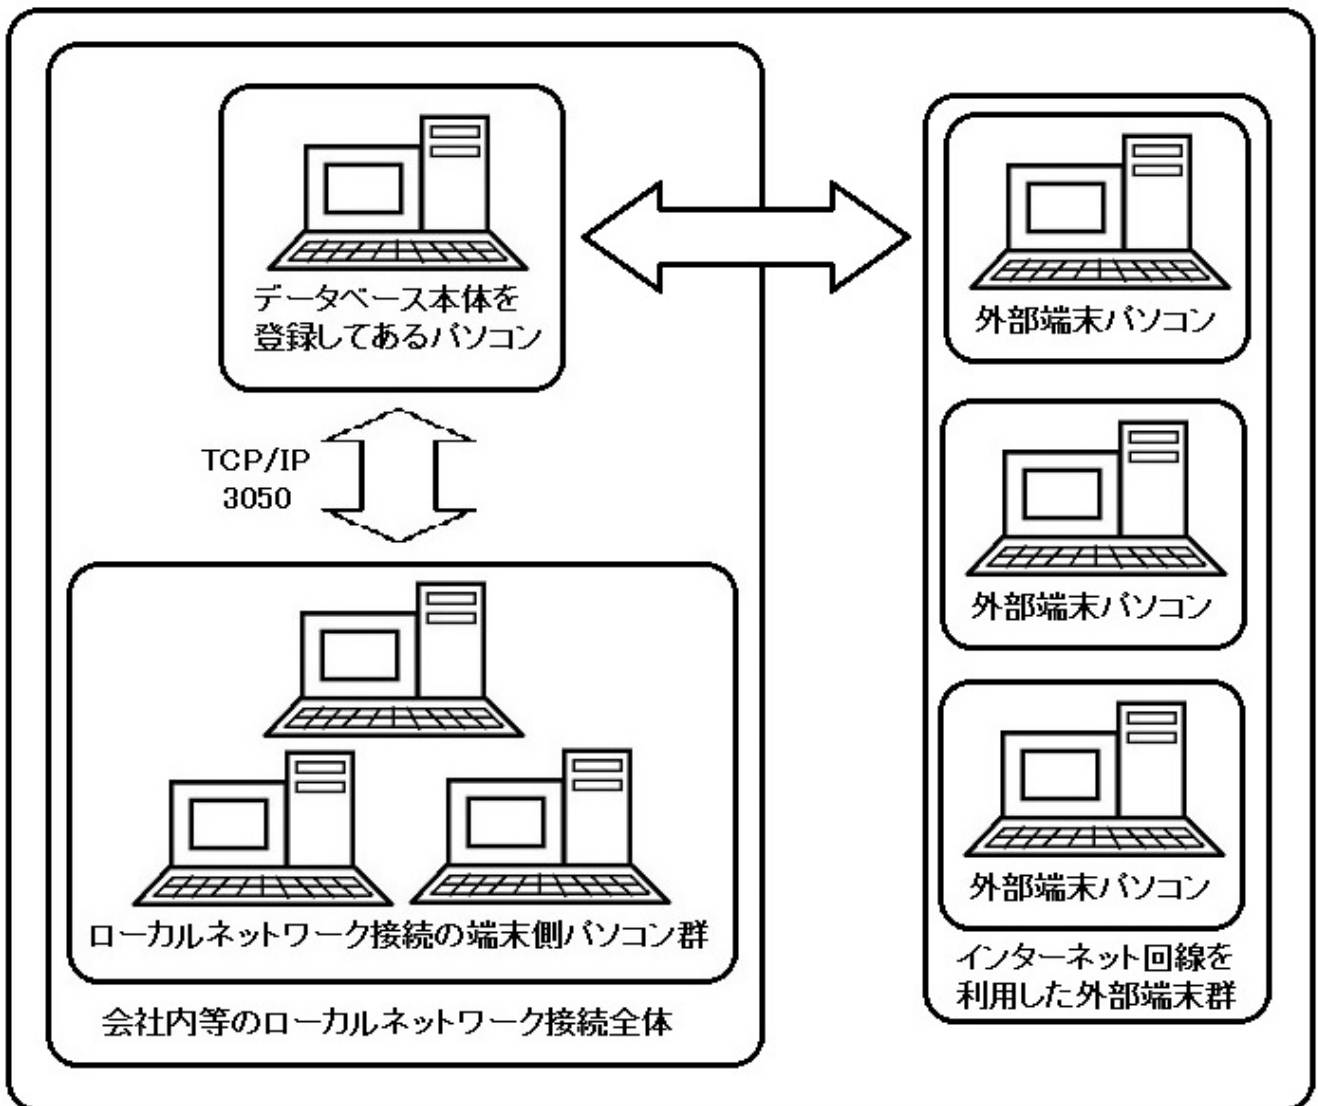 データベース本体を
登録してあるパソコン
TCP/IP
3050
ローカルネットワーク接続の端末側パソコン群
会社内等のローカルネットワーク接続全体
外部端末パソコン
外部端末パソコン
外部端末パソコン
インターネット回線を
利用した外部端末群